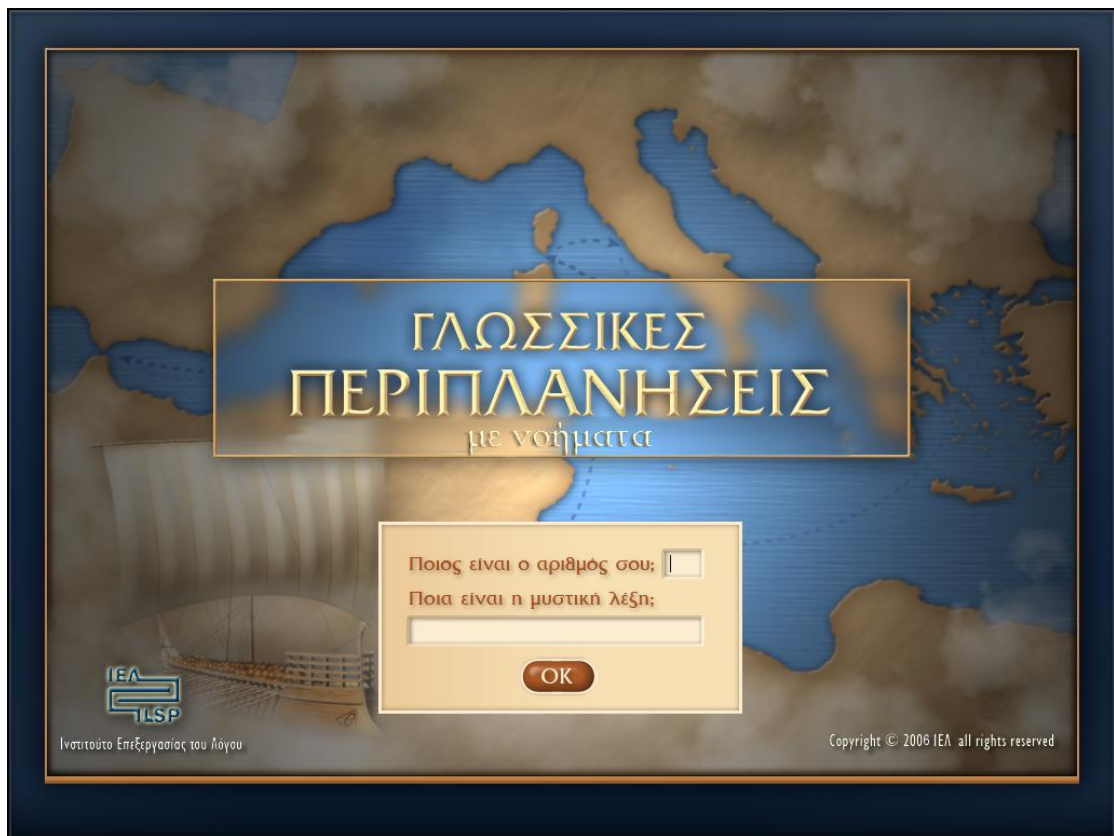 ΓΛΩΣΣΙΚΕΣ
ΠΕΡΙΠΛΑΝΗΣΕΙΣ
με νοήματα
Ποιος είναι ο αριθμός σου;
Ποια είναι η μυστική λέξη;
OK
ΙΕΛ
ILSP
Ινστιτούτο Επεξεργασίας του Λόγου
Copyright © 2006 ΙΕΛ all rights reserved